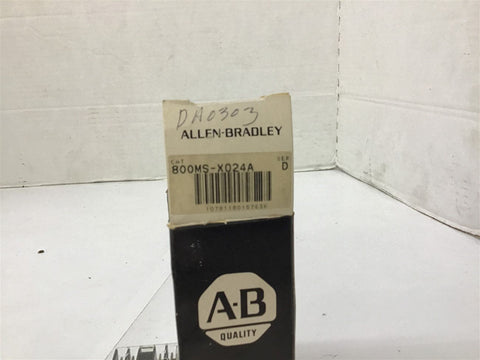 DA0303
ALLEN-BRADLEY
CAT SER
800MS-X024A D
A-B
QUALITY